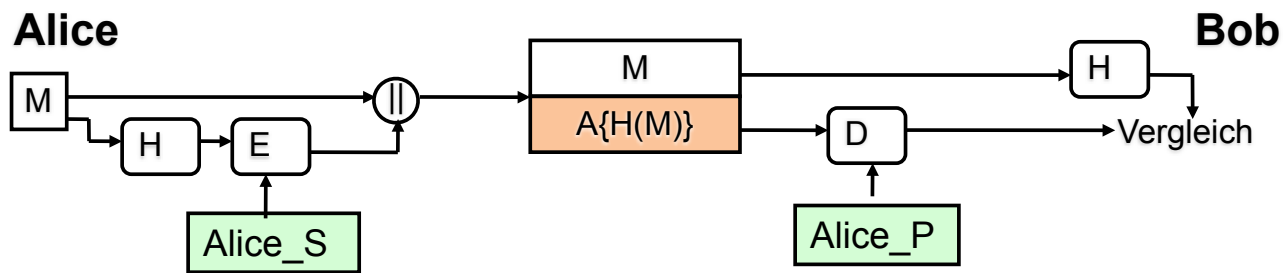 Alice
Bob
M
H
E
||
M
A{H(M)}
H
D
Vergleich
Alice_S
Alice_P